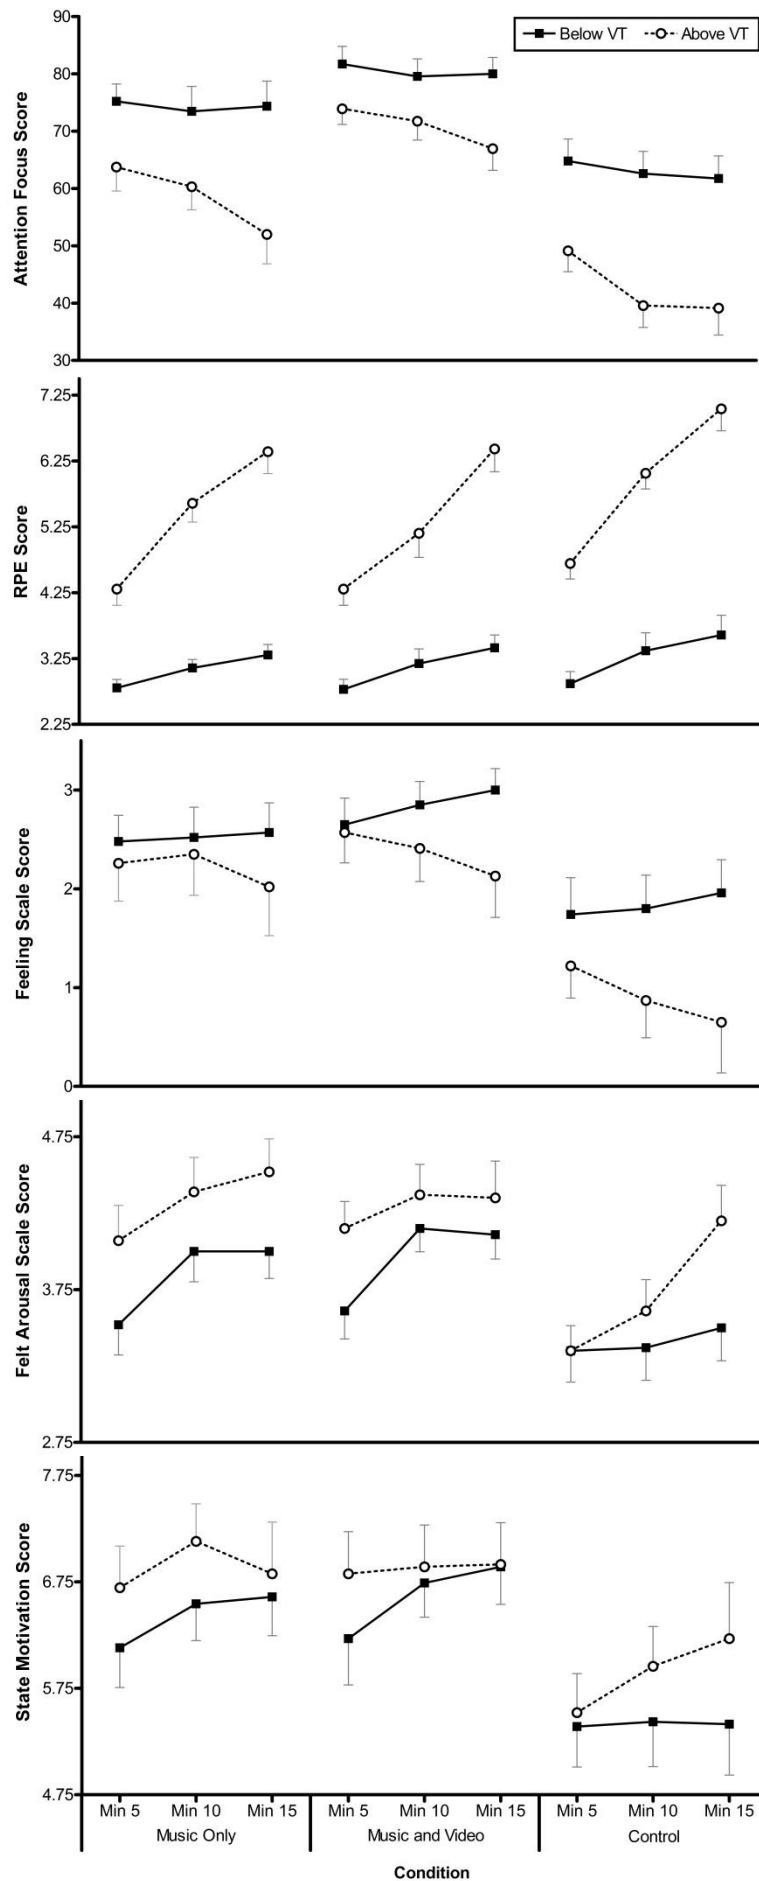 Below VT Above VT
Attention Focus Score
90
80
70
60
50
40
30
RPE Score
7.25
6.25
5.25
4.25
3.25
2.25
Feeling Scale Score
3
2
1
0
Felt Arousal Scale Score
4.75
3.75
2.75
State Motivation Score
7.75
6.75
5.75
4.75
Min 5 Min 10 Min 15 Min 5 Min 10 Min 15 Min 5 Min 10 Min 15
Music Only Music and Video Control
Condition